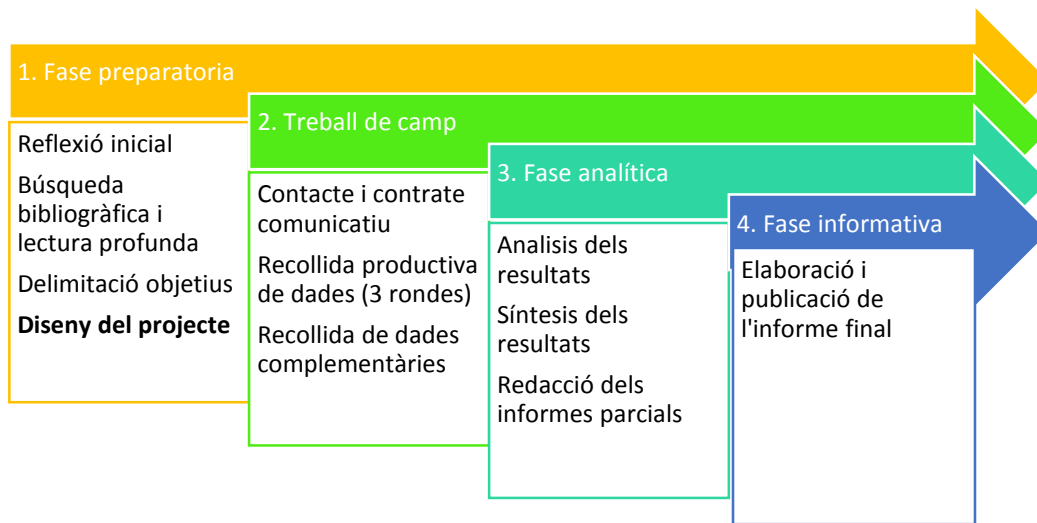 1. Fase preparatoria
Reflexió inicial
Búsqueda
bibliogràfica i
lectura profunda
Delimitació objetius
Diseny del projecte
2. Treball de camp
Contacte i contrate
comunicatiu
Recollida productiva
de dades (3 rondes)
Recollida de dades
complementàries
3. Fase analítica
Analisis dels
resultats
Síntesis dels
resultats
Redacció dels
informes parcials
4. Fase informativa
Elaboració i
publicació de
l'informe final